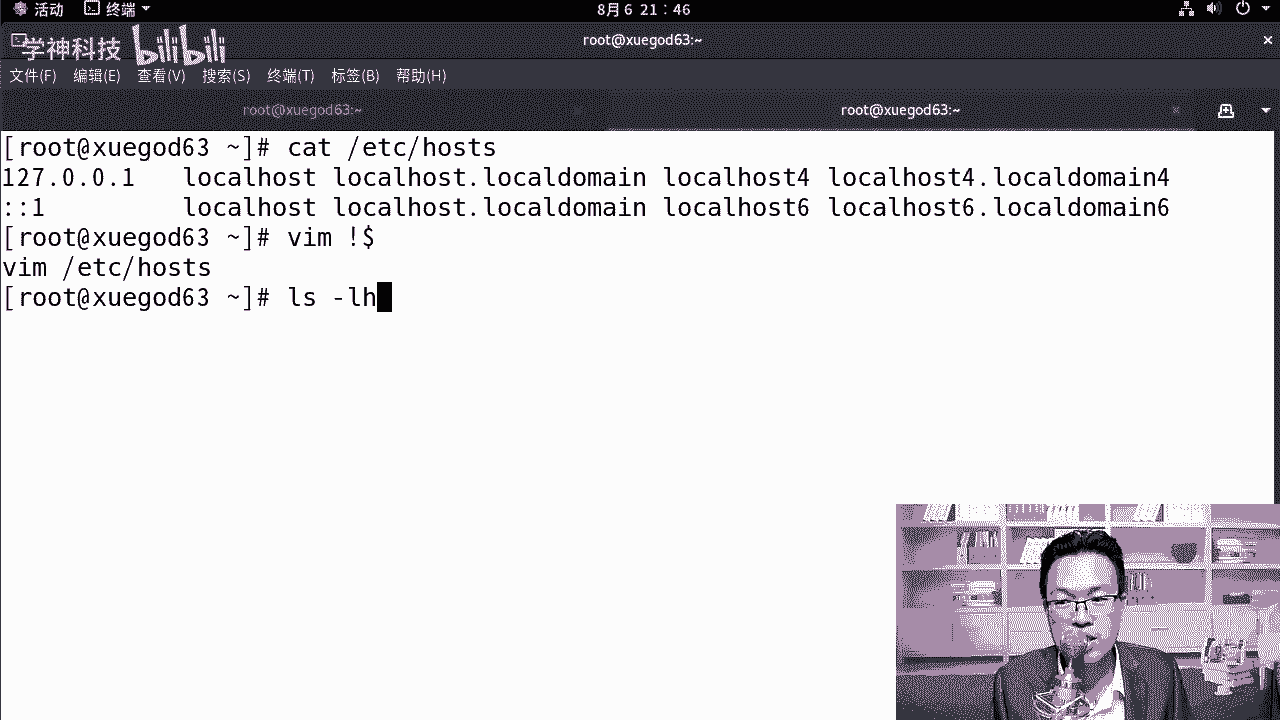 活动 终端 8月 6 21：46
学神科技 bilibili
root@xuegod63:~
文件(F) 编辑(E) 查看(V) 搜索(S) 终端(T) 标签(B) 帮助(H)
root@xuegod63:~ root@xuegod63:~
[root@xuegod63 ~]# cat /etc/hosts
127.0.0.1   localhost localhost.localdomain localhost4 localhost4.localdomain4
::1         localhost localhost.localdomain localhost6 localhost6.localdomain6
[root@xuegod63 ~]# vim !$
vim /etc/hosts
[root@xuegod63 ~]# ls -lh